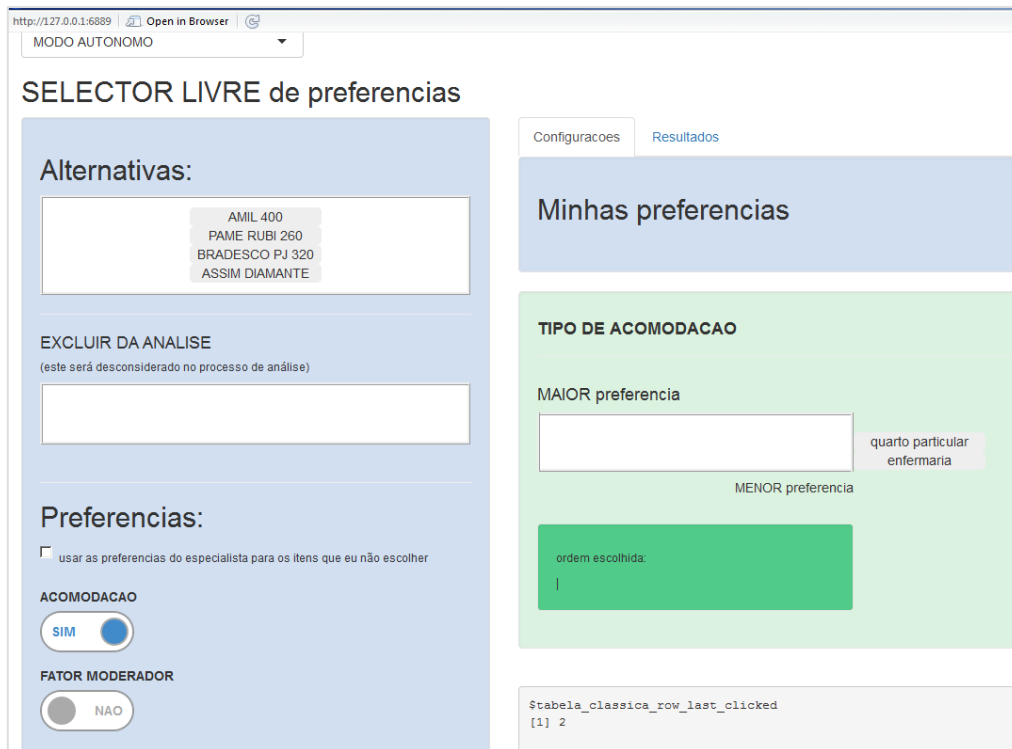 http://127.0.0.1:6889 Open in Browser
MODO AUTONOMO
SELECTOR LIVRE de preferencias
Alternativas:
AMIL 400
PAME RUBI 260
BRADESCO PJ 320
ASSIM DIAMANTE
EXCLUIR DA ANALISE
(este será desconsiderado no processo de análise)
Preferencias:
usar as preferencias do especialista para os itens que eu não escolher
ACOMODACAO
SIM
FATOR MODERADOR
NAO
Configuracoes Resultados
Minhas preferencias
TIPO DE ACOMODACAO
MAIOR preferencia
quarto particular
enfermaria
MENOR preferencia
ordem escolhida:
$tabela_classica_row_last_clicked
[1] 2